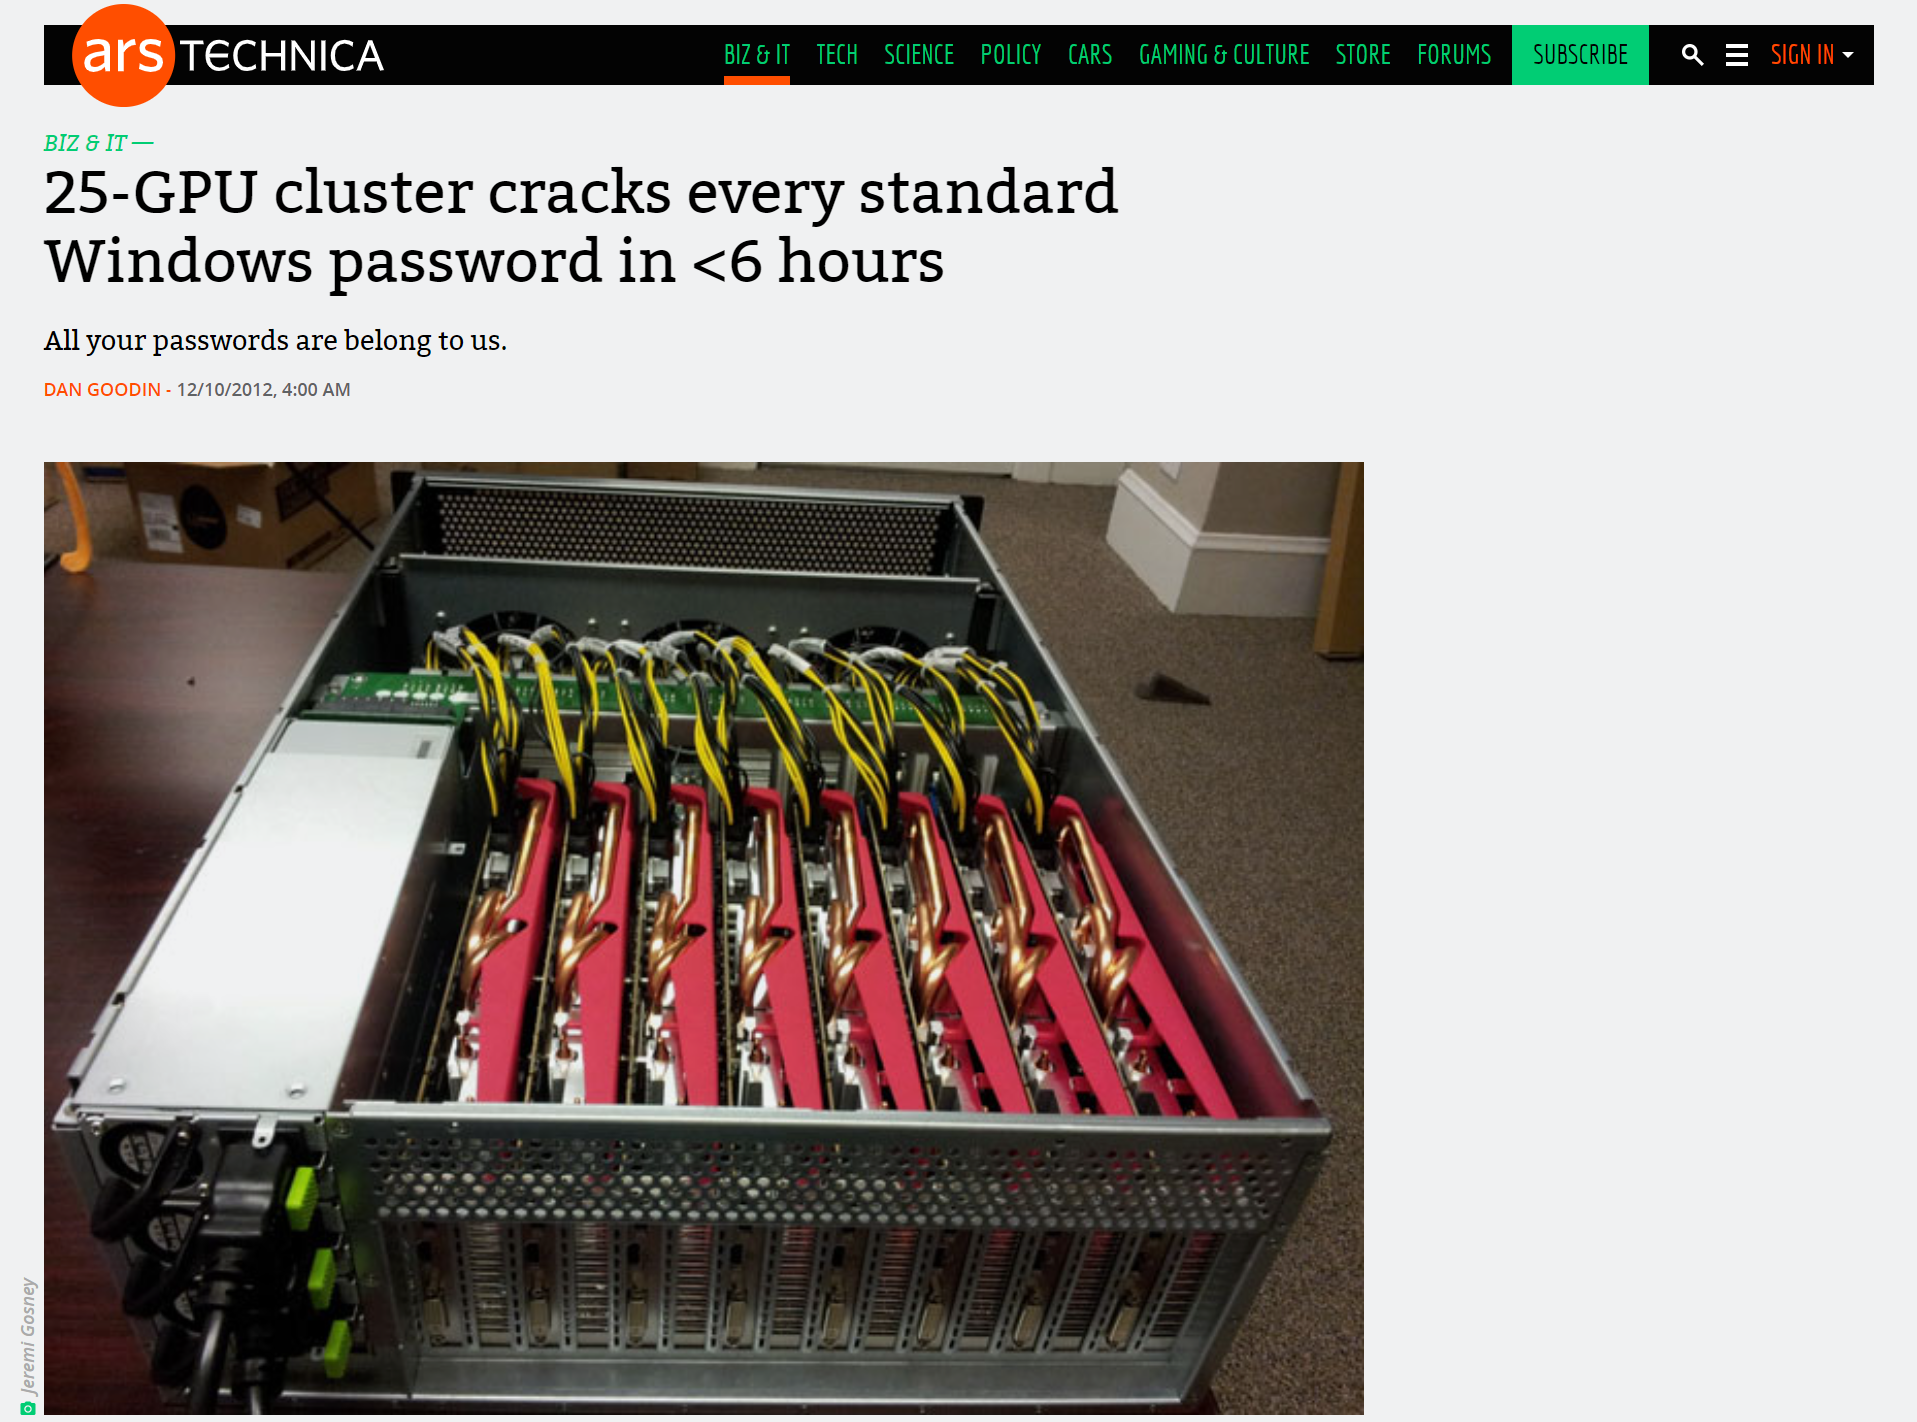 ars TECHNICA
BIZ & IT TECH SCIENCE POLICY CARS GAMING & CULTURE STORE FORUMS SUBSCRIBE SIGN IN
BIZ & IT —
25-GPU cluster cracks every standard
Windows password in <6 hours
All your passwords are belong to us.
DAN GOODIN - 12/10/2012, 4:00 AM
Jeremi Gosney